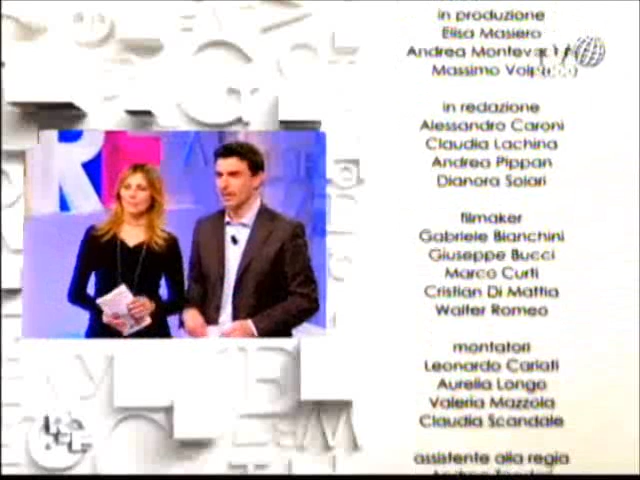 in produzione
Elisa Masiero
Andrea
Massimo
in redazione
Alessandro Caroni
Claudia Lachina
Andrea Pippan
Dianora Solari
filmaker
Gabriele Bianchini
Giuseppe Bucci
Marco Curti
Cristian Di Mattia
Walter Romeo
montatori
Leonardo Cariati
Aurelia Longo
Valeria Mazzola
Claudia Scandale
assistente alla regia